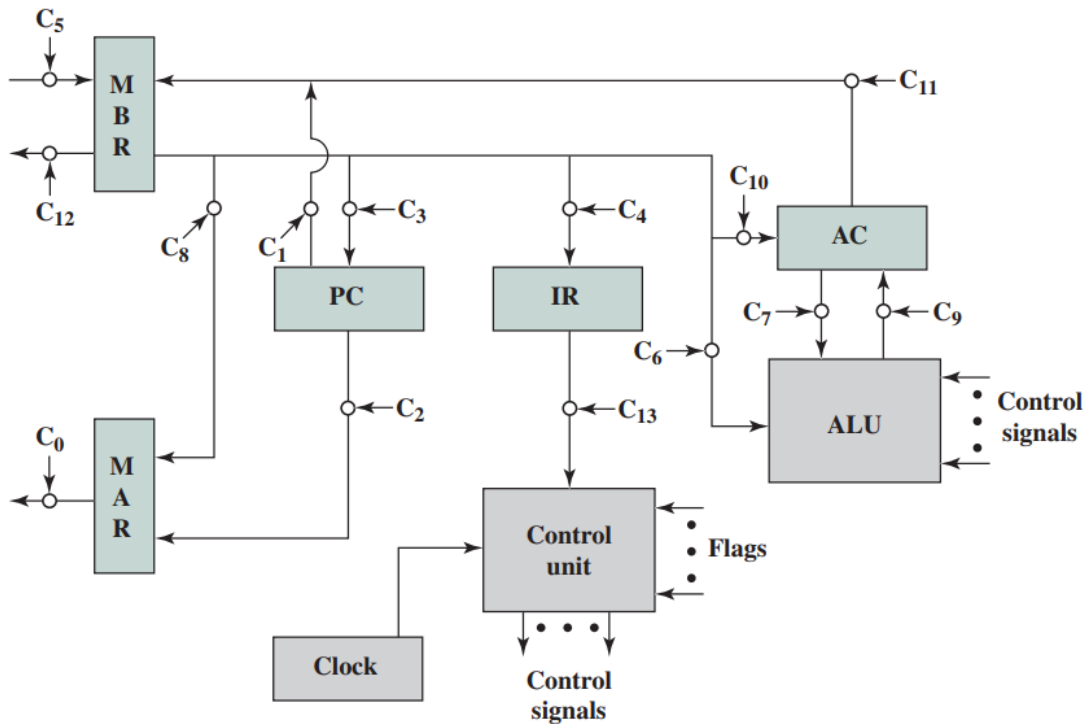 C5
M
B
R
C11
C12
C8
C1
C3
C4
C10
AC
PC
IR
C7
C9
C6
C2
C13
ALU
Control
signals
C0
M
A
R
Control
unit
Flags
Clock
Control
signals